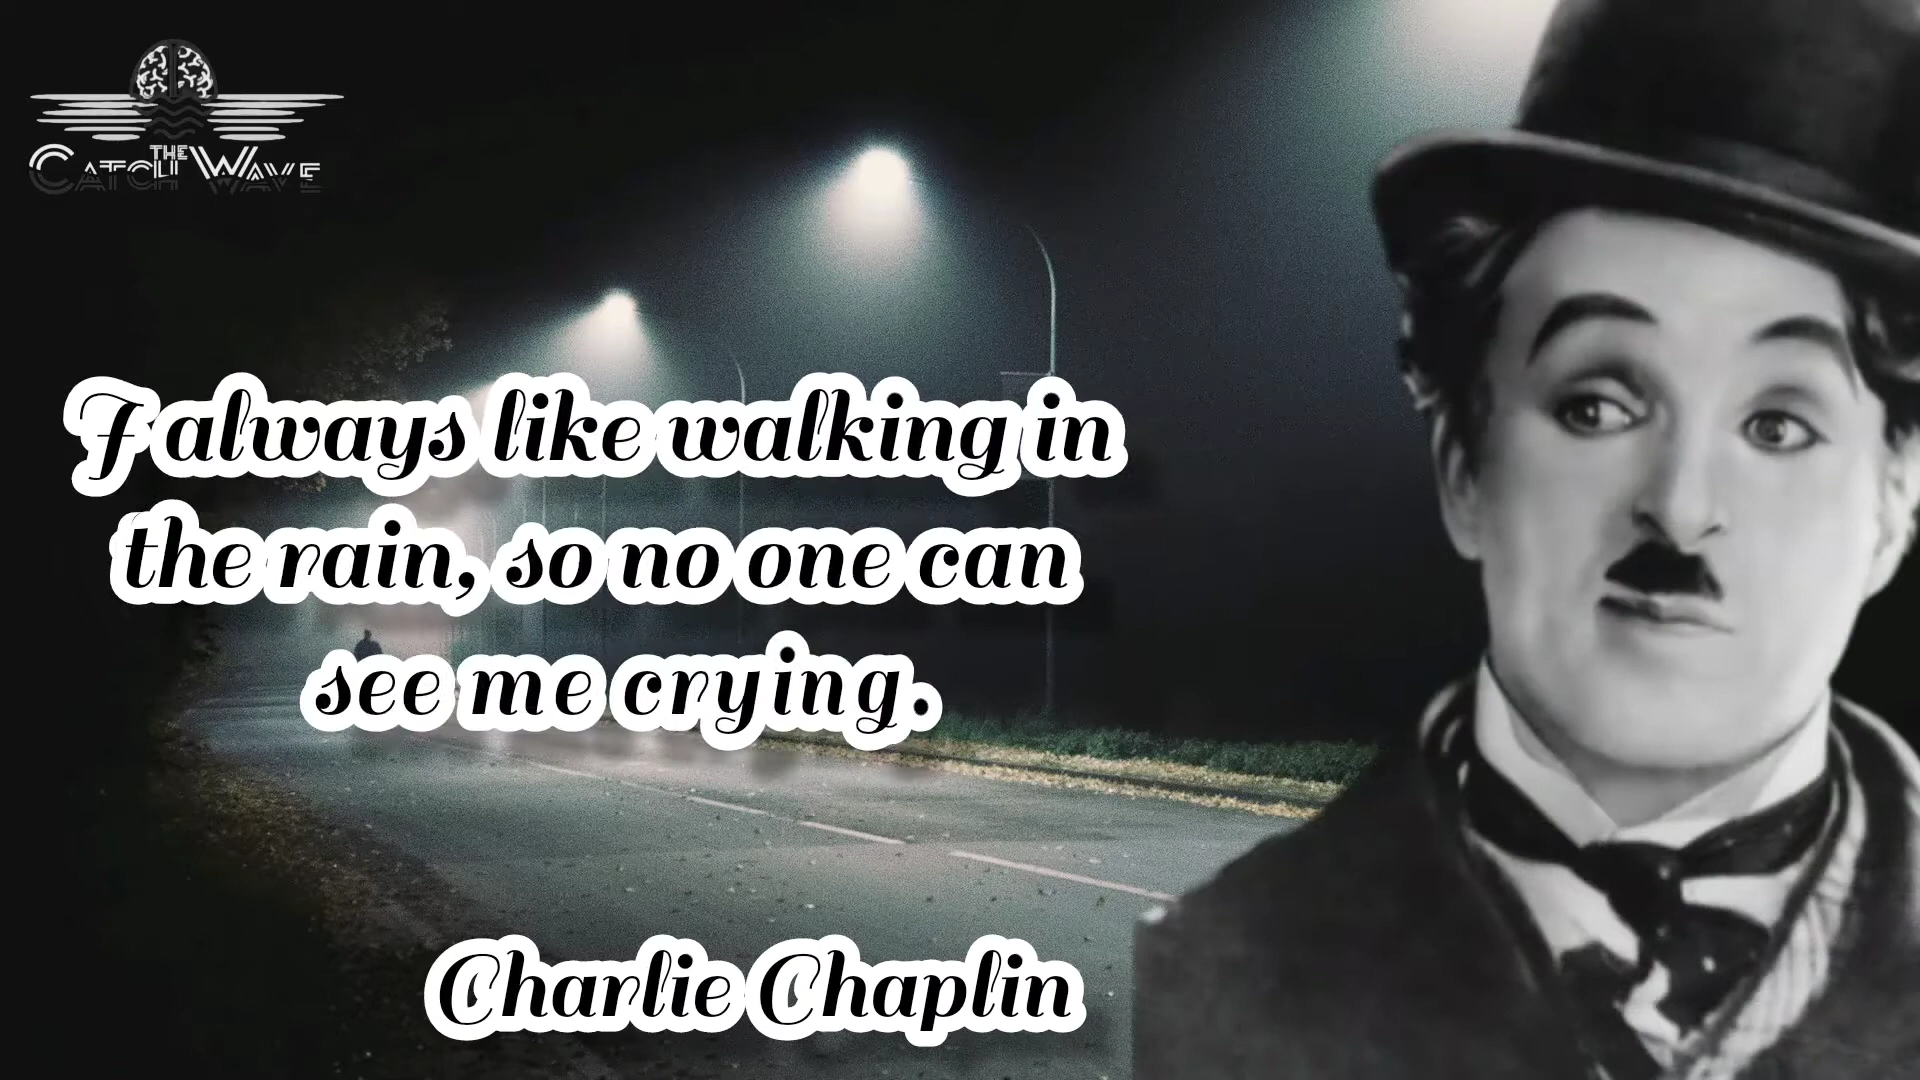 CATCH THE WAVE
I always like walking in
the rain, so no one can
see me crying.
Charlie Chaplin